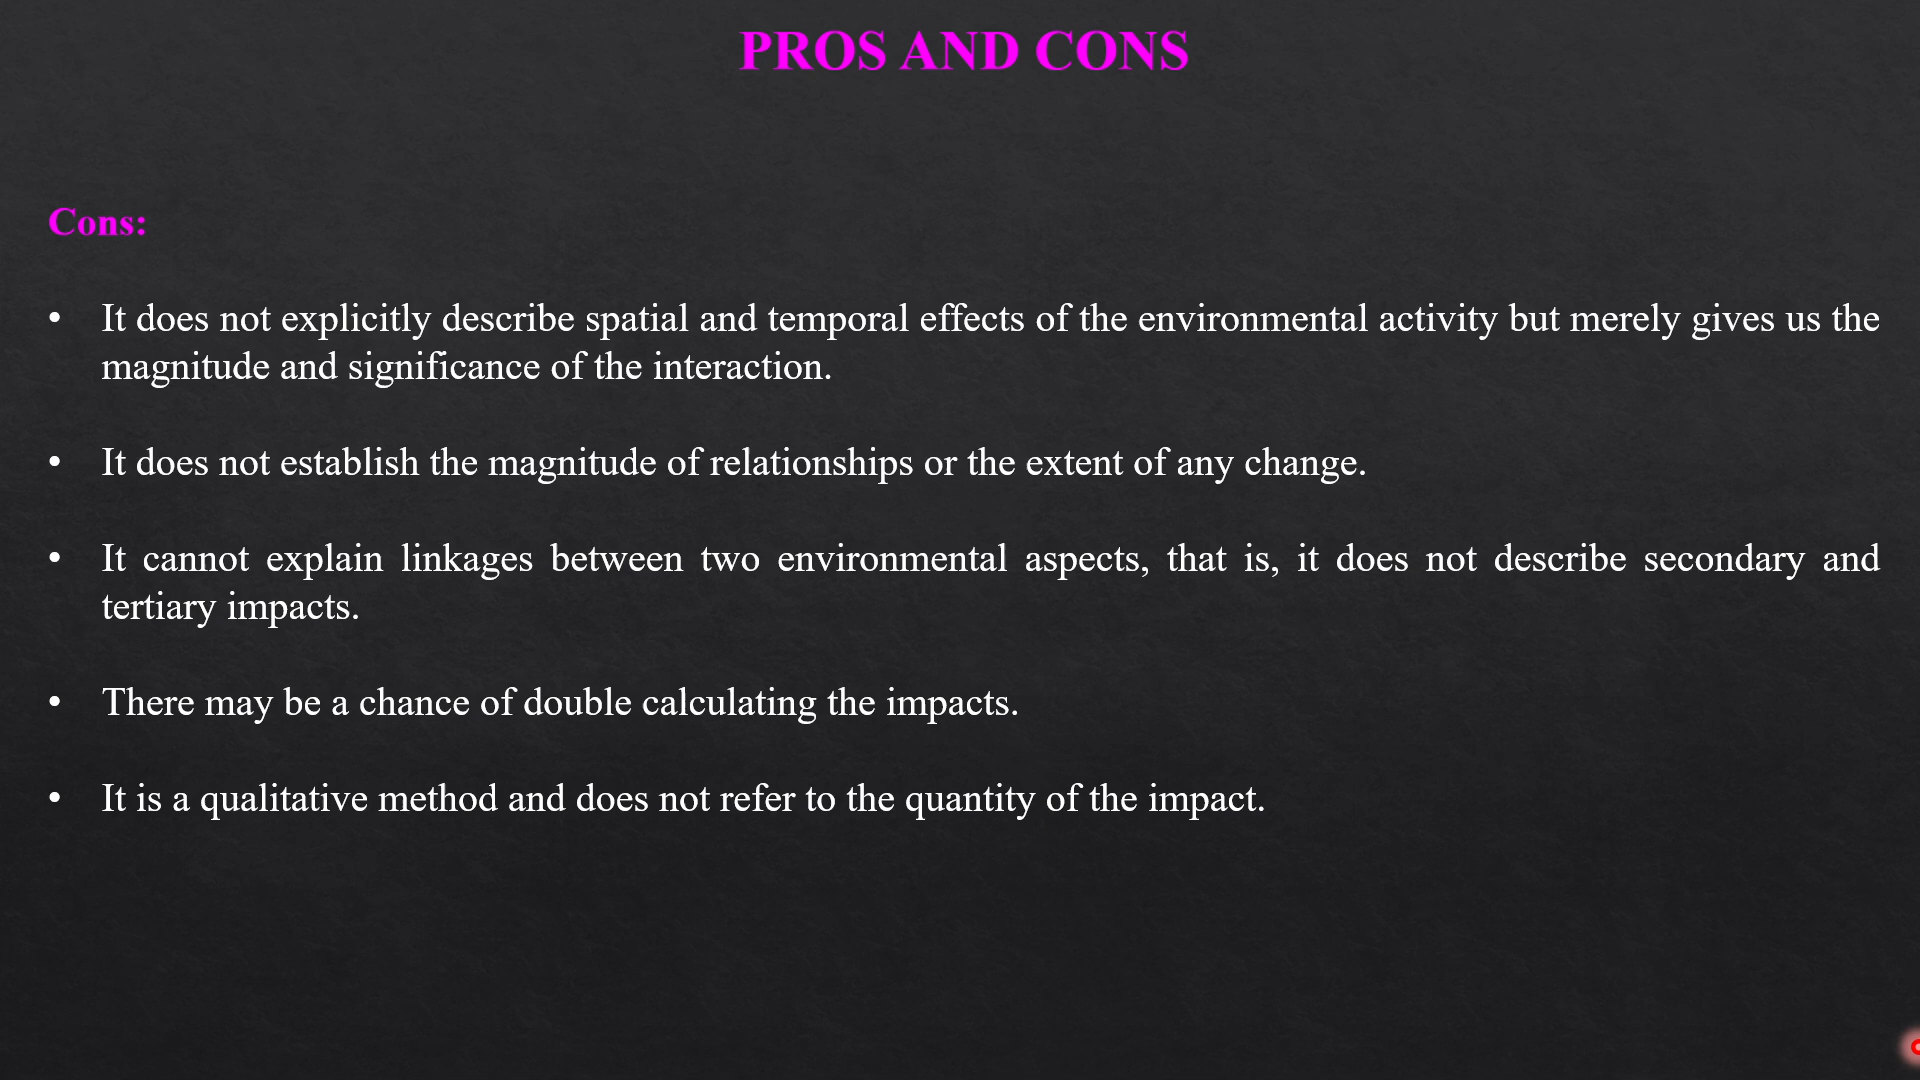 PROS AND CONS
Cons:
• It does not explicitly describe spatial and temporal effects of the environmental activity but merely gives us the
magnitude and significance of the interaction.
• It does not establish the magnitude of relationships or the extent of any change.
• It cannot explain linkages between two environmental aspects, that is, it does not describe secondary and
tertiary impacts.
• There may be a chance of double calculating the impacts.
• It is a qualitative method and does not refer to the quantity of the impact.